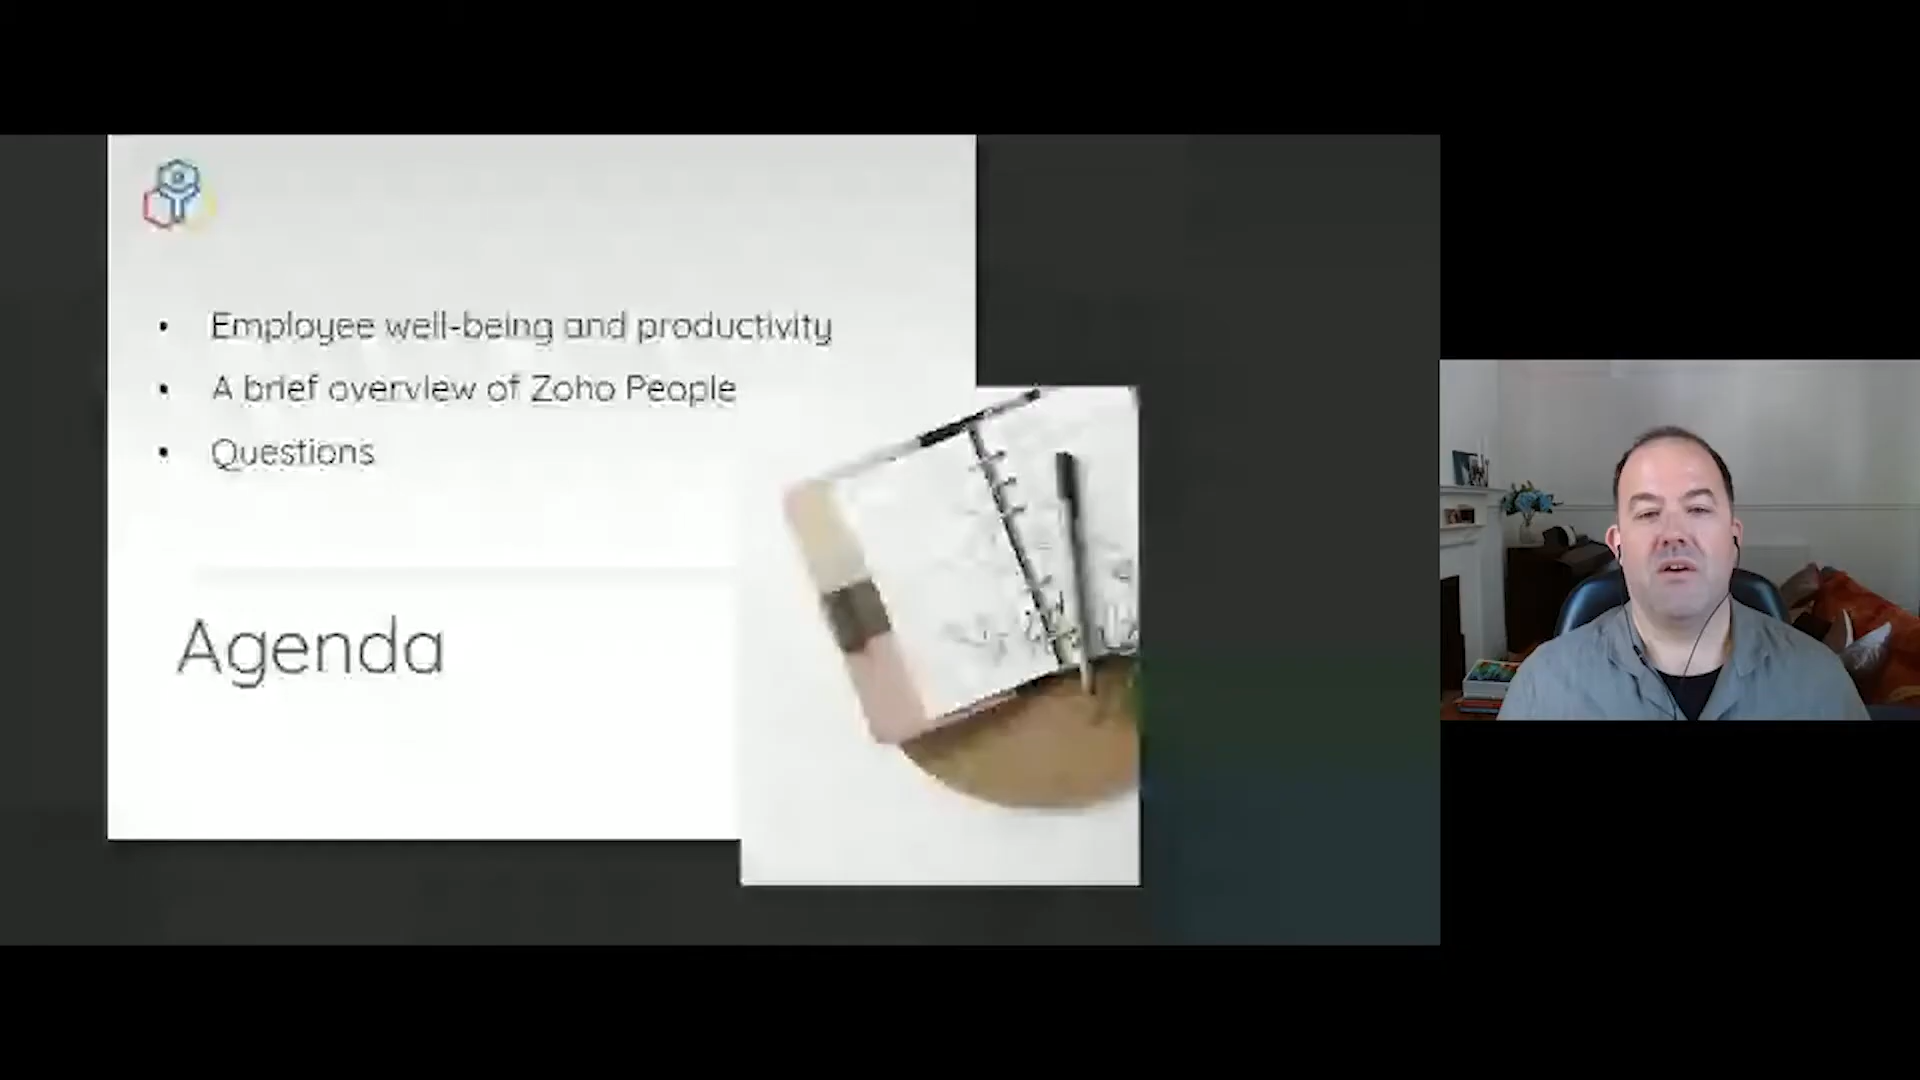 • Employee well-being and productivity
• A brief overview of Zoho People
• Questions
Agenda